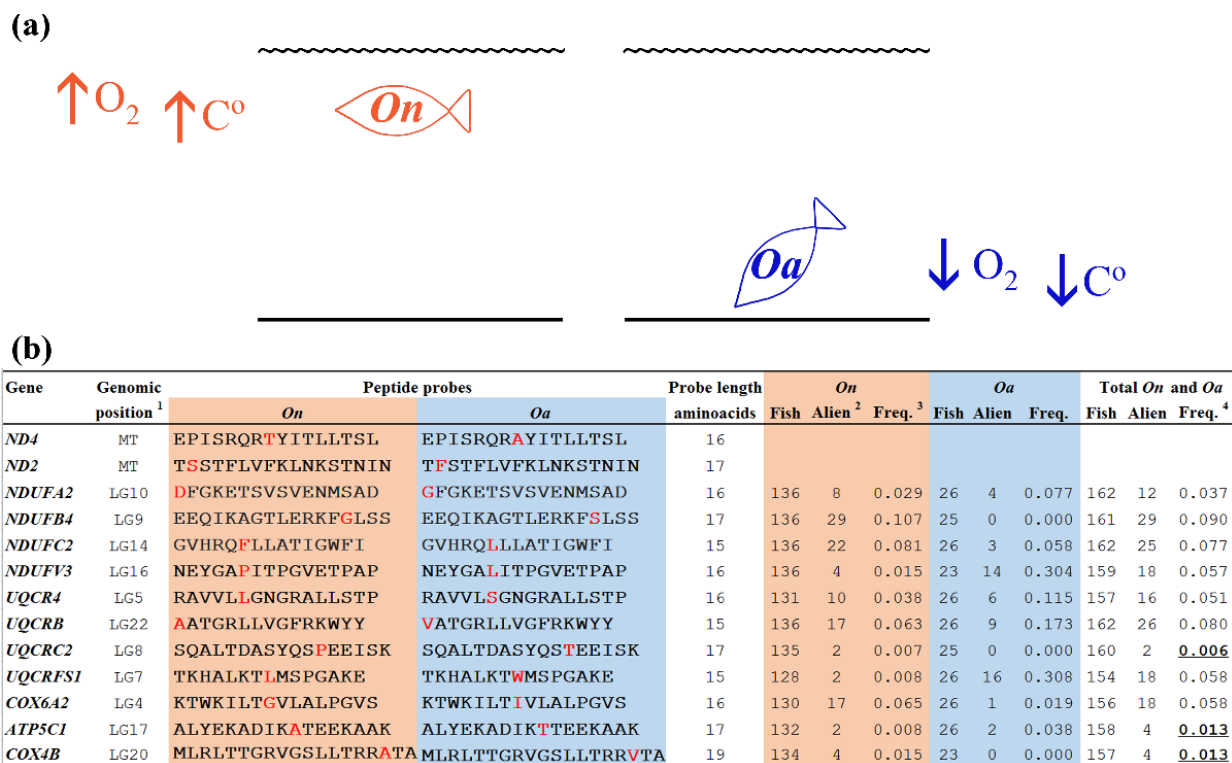 (a)
↑O2 ↑Cº
On
Oa
↓O2 ↓Cº
(b)
Gene Genomic position 1 Peptide probes Probe length aminoacids On Oa Total On and Oa
On Oa Fish Alien 2 Freq. 3 Fish Alien Freq. Fish Alien Freq. 4
ND4 MT EPISRQRTYITLLTSL EPISRQRAYITLLTSL 16
ND2 MT TSSTFLVFKLNKSTNIN TFSTFLVFKLNKSTNIN 17
NDUFA2 LG10 DFGKETSVSVENMSAD GFGKETSVSVENMSAD 16 136 8 0.029 26 4 0.077 162 12 0.037
NDUFB4 LG9 EEQIKAGTLERKFGLSS EEQIKAGTLERKFSLSS 17 136 29 0.107 25 0 0.000 161 29 0.090
NDUFC2 LG14 GVHRQFLLATIGWFI GVHRQLLLATIGWFI 15 136 22 0.081 26 3 0.058 162 25 0.077
NDUFV3 LG16 NEYGAPITPGVETPAP NEYGALITPGVETPAP 16 136 4 0.015 23 14 0.304 159 18 0.057
UQCR4 LG5 RAVVLLGNGRALLSTP RAVVLSGNGRALLSTP 16 131 10 0.038 26 6 0.115 157 16 0.051
UQCRB LG22 AATGRLLVGFRKWYY VATGRLLVGFRKWYY 15 136 17 0.063 26 9 0.173 162 26 0.080
UQCRC2 LG8 SQALTDASYQSPEEISK SQALTDASYQSTEEISK 17 135 2 0.007 25 0 0.000 160 2 0.006
UQCRFS1 LG7 TKHALKTLMSPGAKE TKHALKTWMSPGAKE 15 128 2 0.008 26 16 0.308 154 18 0.058
COX6A2 LG4 KTWKILTGVLALPGVS KTWKILTIVLALPGVS 16 130 17 0.065 26 1 0.019 156 18 0.058
ATP5C1 LG17 ALYEKADIKATEEKAAK ALYEKADIKTTEEKAAK 17 132 2 0.008 26 2 0.038 158 4 0.013
COX4B LG20 MLRLTTGRVGSLLTRRATA MLRLTTGRVGSLLTRRVTA 19 134 4 0.015 23 0 0.000 157 4 0.013